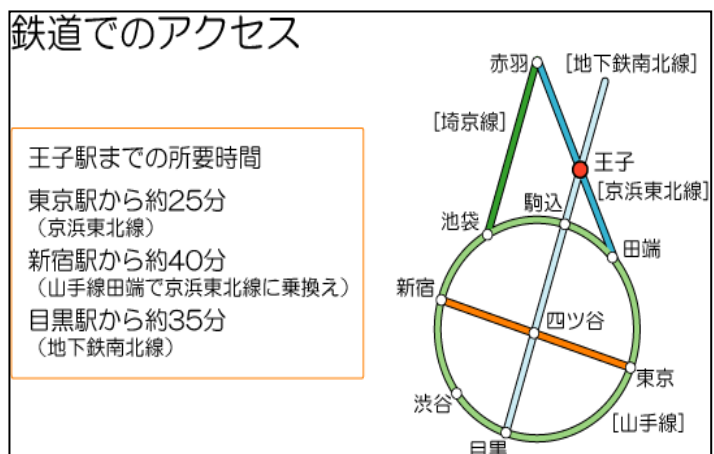 鉄道でのアクセス
王子駅までの所要時間
東京駅から約25分
（京浜東北線）
新宿駅から約40分
（山手線田端で京浜東北線に乗換え）
目黒駅から約35分
（地下鉄南北線）
赤羽
[地下鉄南北線]
[埼京線]
王子
[京浜東北線]
駒込
池袋
田端
新宿
四ツ谷
東京
渋谷
[山手線]
目黒